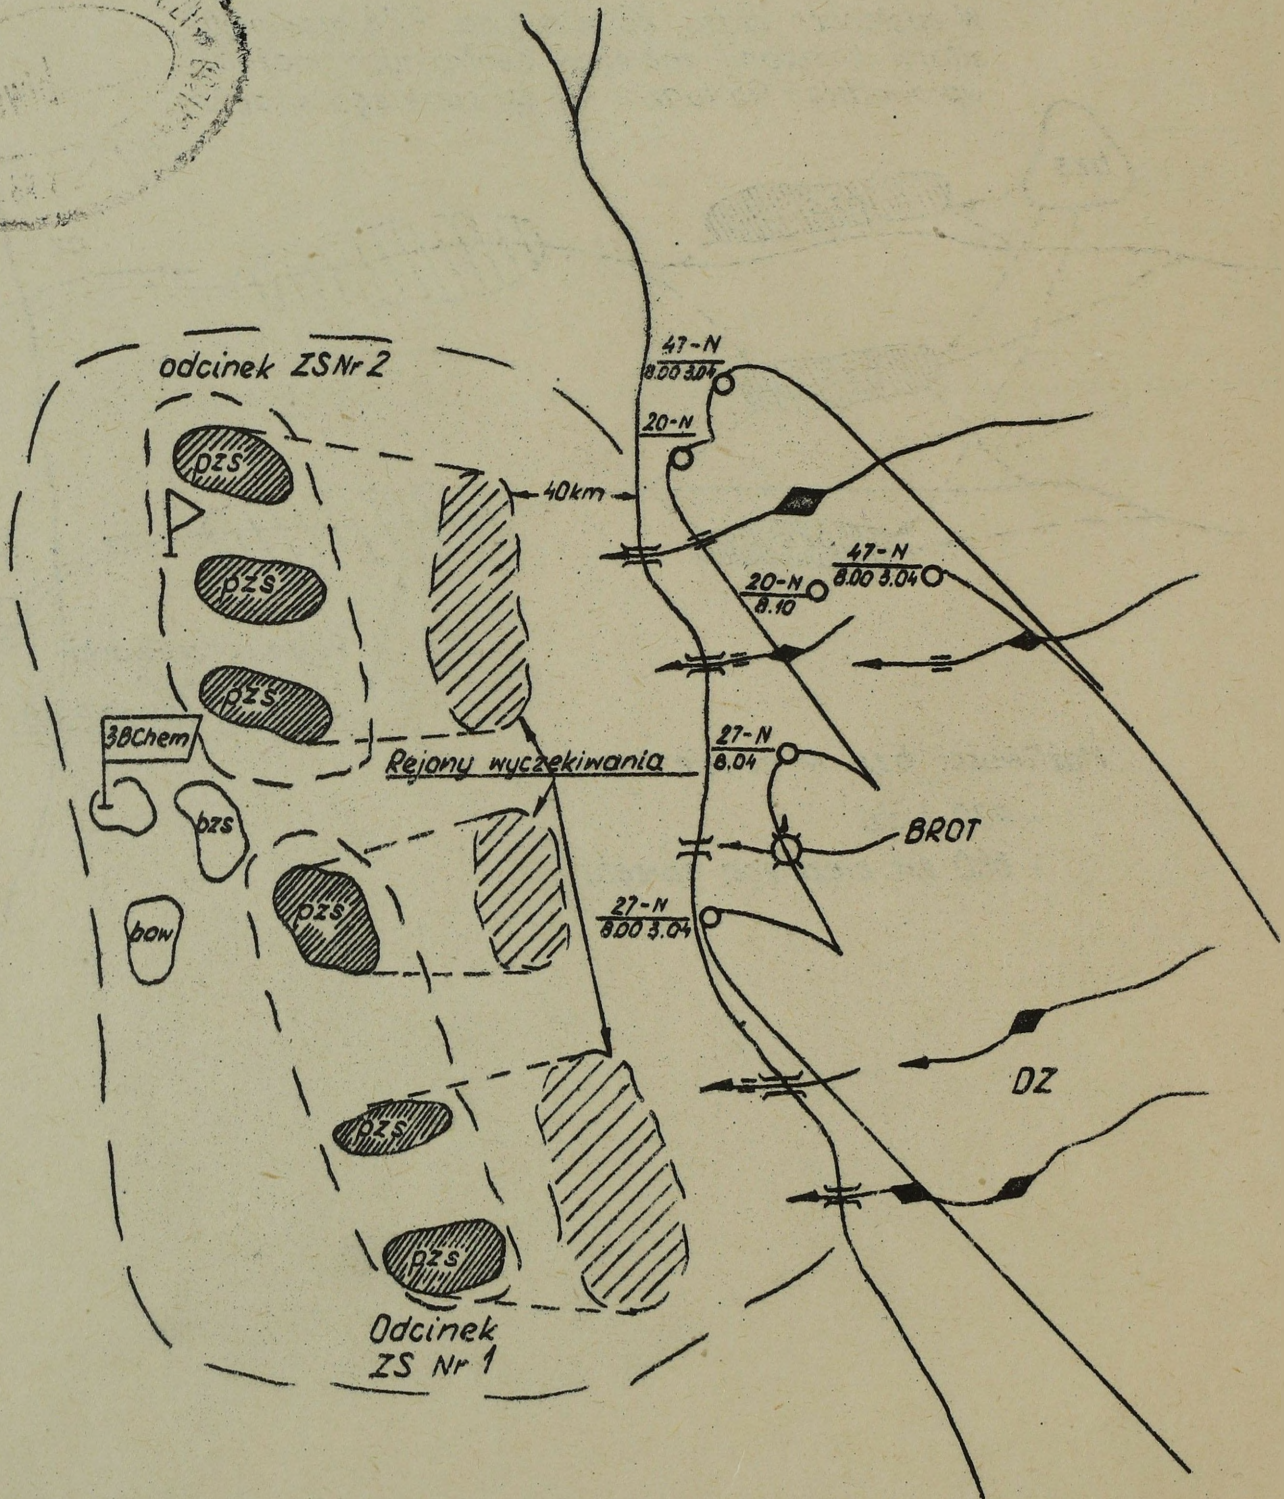 odcinek ZS Nr 2
47-N
8.00 3.04
20-N
pzs
40km
47-N
8.00 3.04
20-N
8.10
pzs
pzs
3BChem
27-N
8.04
Rejony wyczekiwania
bzs
BROT
pzs
27-N
8.00 3.04
baw
DZ
pzs
pzs
Odcinek
ZS Nr 1